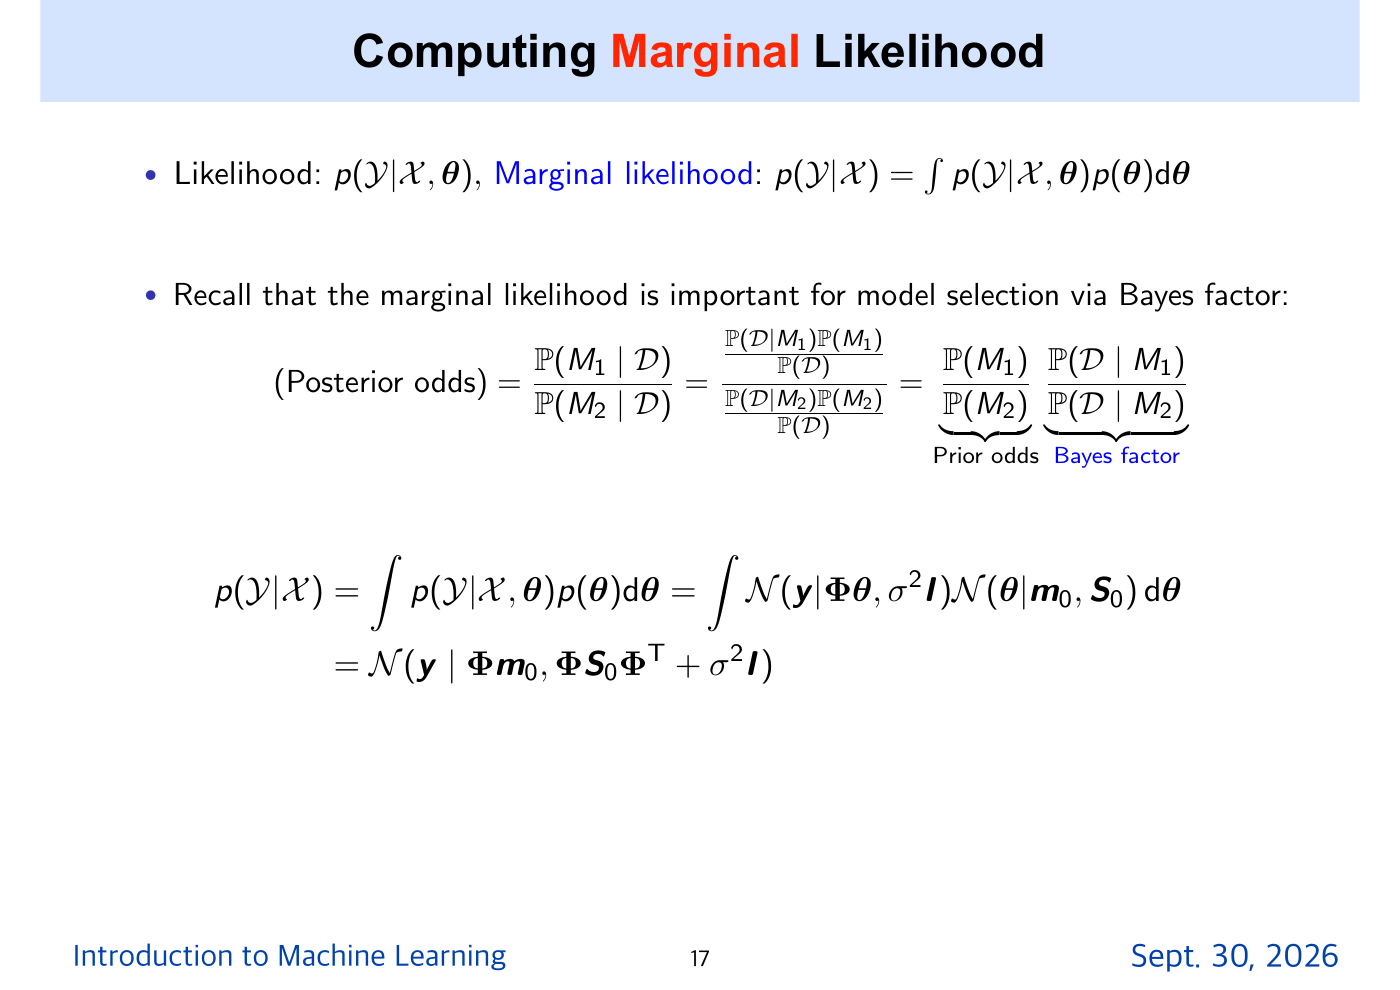 Computing Marginal Likelihood
• Likelihood: p(𝒴|𝒳, θ), Marginal likelihood: p(𝒴|𝒳) = ∫ p(𝒴|𝒳, θ)p(θ)dθ
• Recall that the marginal likelihood is important for model selection via Bayes factor:
(Posterior odds) = ℙ(M₁ | 𝒟) / ℙ(M₂ | 𝒟) = (ℙ(𝒟|M₁)ℙ(M₁) / ℙ(𝒟)) / (ℙ(𝒟|M₂)ℙ(M₂) / ℙ(𝒟)) = ℙ(M₁) / ℙ(M₂) ℙ(𝒟 | M₁) / ℙ(𝒟 | M₂)
Prior odds Bayes factor
p(𝒴|𝒳) = ∫ p(𝒴|𝒳, θ)p(θ)dθ = ∫ 𝒩(y|Φθ, σ²I)𝒩(θ|m₀, S₀) dθ
= 𝒩(y | Φm₀, ΦS₀Φᵀ + σ²I)
Introduction to Machine Learning
17
Sept. 30, 2026